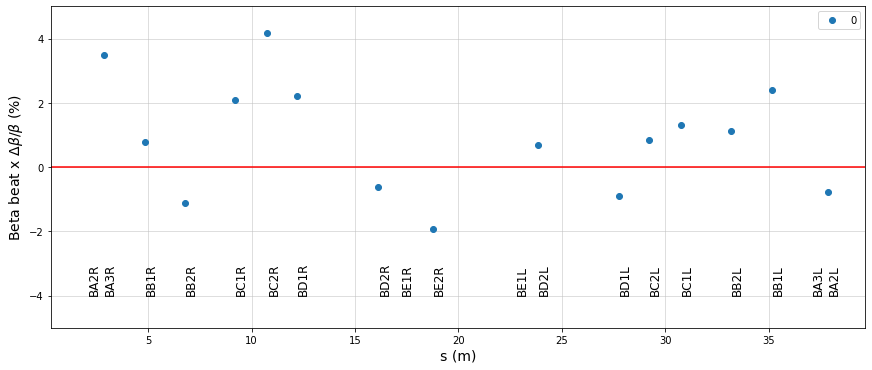 0
4
2
0
−2
−4
Beta beat x Δβ/β (%)
BA2R
BA3R
BB1R
BB2R
BC1R
BC2R
BD1R
BD2R
BE1R
BE2R
BE1L
BD2L
BD1L
BC2L
BC1L
BB2L
BB1L
BA3L
BA2L
5 10 15 20 25 30 35
s (m)